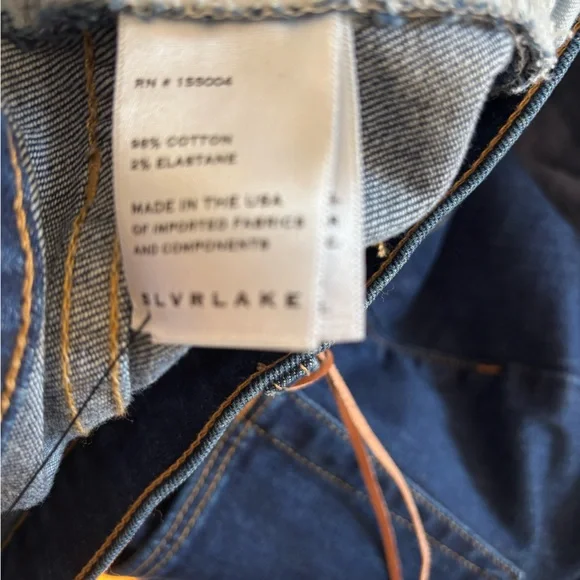 RN # 155004
98% COTTON
2% ELASTANE
MADE IN THE USA
OF IMPORTED FABRICS
AND COMPONENTS
SLVRLAKE